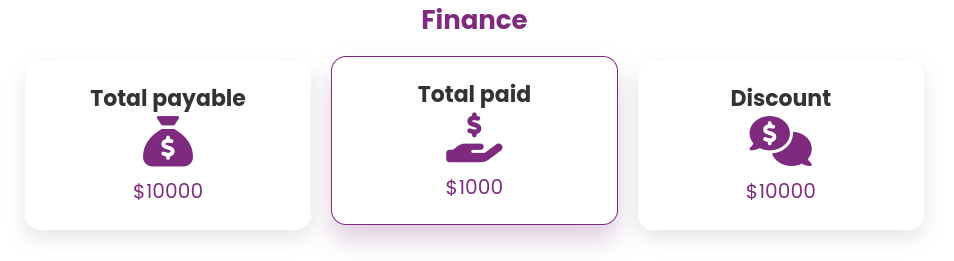 Finance
Total payable
$
$10000
Total paid
$
$1000
Discount
$
$10000